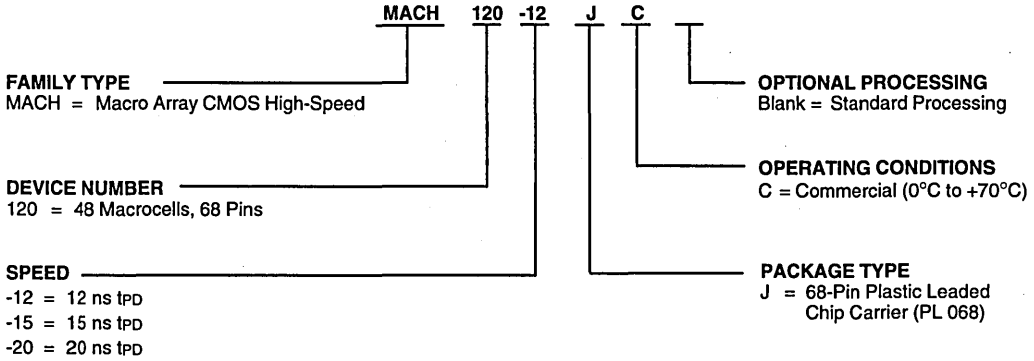 MACH 120 -12 J C
FAMILY TYPE
MACH = Macro Array CMOS High-Speed
DEVICE NUMBER
120 = 48 Macrocells, 68 Pins
SPEED
-12 = 12 ns tPD
-15 = 15 ns tPD
-20 = 20 ns tPD
OPTIONAL PROCESSING
Blank = Standard Processing
OPERATING CONDITIONS
C = Commercial (0°C to +70°C)
PACKAGE TYPE
J = 68-Pin Plastic Leaded
Chip Carrier (PL 068)